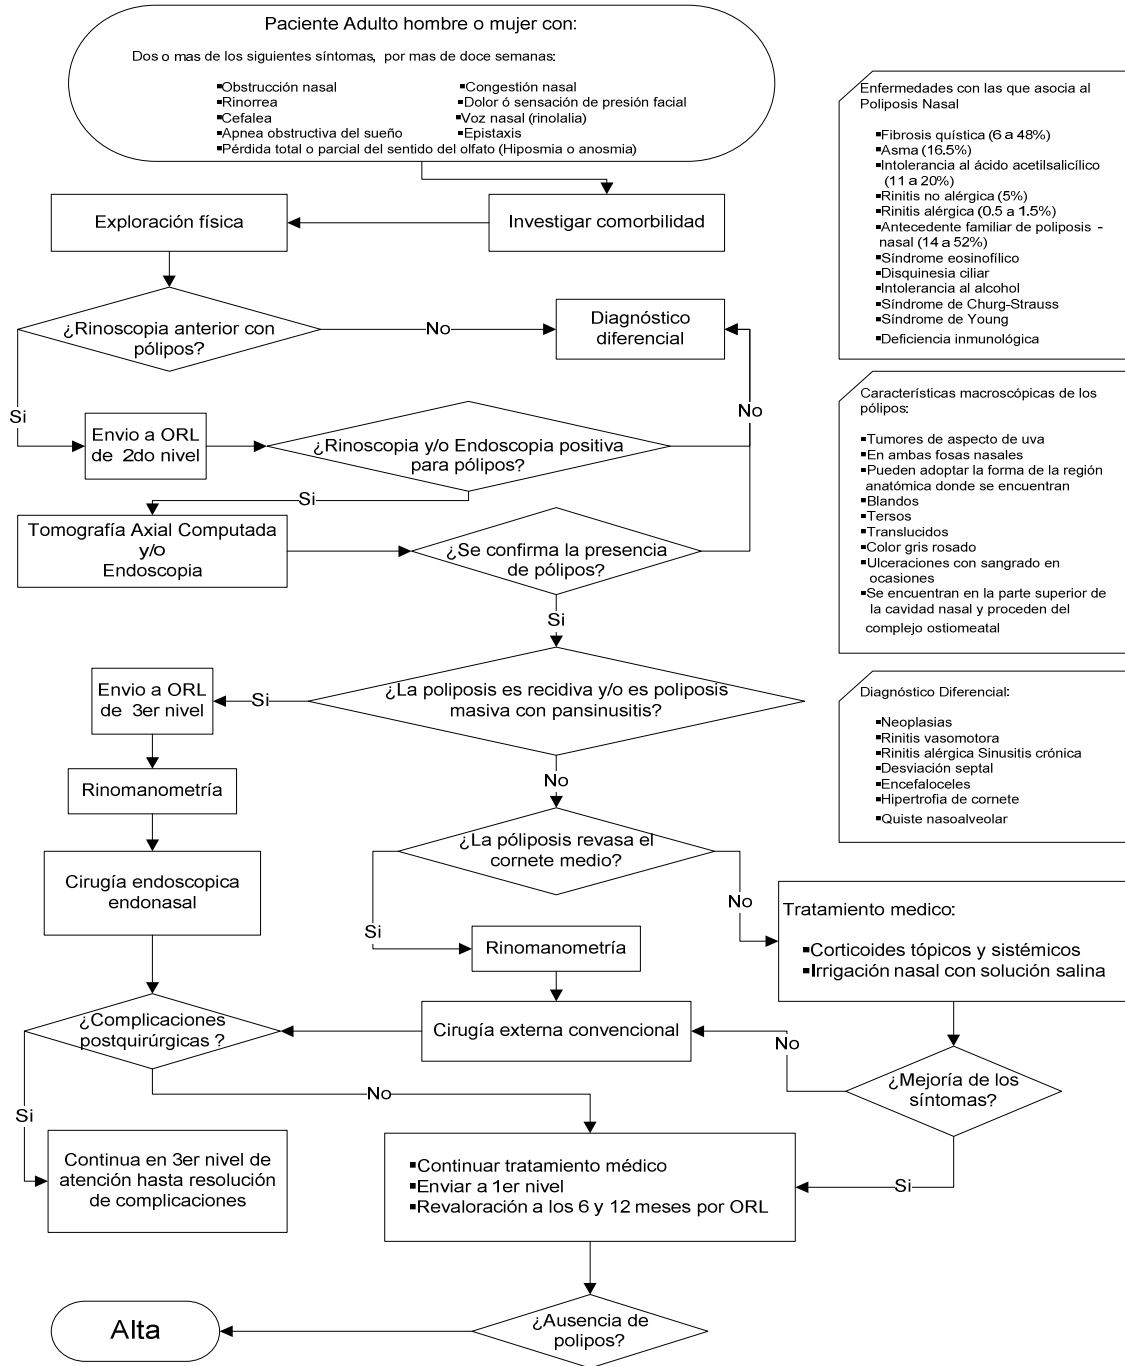 Paciente Adulto hombre o mujer con:
Dos o mas de los siguientes síntomas, por mas de doce semanas:
▪Obstrucción nasal
▪Rinorrea
▪Cefalea
▪Apnea obstructiva del sueño
▪Pérdida total o parcial del sentido del olfato (Hiposmia o anosmia)
▪Congestión nasal
▪Dolor ó sensación de presión facial
▪Voz nasal (rinolalia)
▪Epistaxis
Investigar comorbilidad
Exploración física
¿Rinoscopia anterior con
pólipos?
No
Diagnóstico
diferencial
Si
Envio a ORL
de 2do nivel
¿Rinoscopia y/o Endoscopia positiva
para pólipos?
No
Si
Tomografía Axial Computada
y/o
Endoscopia
¿Se confirma la presencia
de pólipos?
Si
¿La poliposis es recidiva y/o es poliposis
masiva con pansinusitis?
Si
Envio a ORL
de 3er nivel
Rinomanometría
Cirugía endoscopica
endonasal
No
¿La póliposis revasa el
cornete medio?
Si
Rinomanometría
No
Tratamiento medico:
▪Corticoides tópicos y sistémicos
▪Irrigación nasal con solución salina
Cirugía externa convencional
¿Complicaciones
postquirúrgicas ?
No
¿Mejoría de los
síntomas?
No
Si
Si
Continua en 3er nivel de
atención hasta resolución
de complicaciones
▪Continuar tratamiento médico
▪Enviar a 1er nivel
▪Revaloración a los 6 y 12 meses por ORL
¿Ausencia de
polipos?
Alta
Enfermedades con las que asocia al
Poliposis Nasal
▪Fibrosis quística (6 a 48%)
▪Asma (16.5%)
▪Intolerancia al ácido acetilsalicílico
(11 a 20%)
▪Rinitis no alérgica (5%)
▪Rinitis alérgica (0.5 a 1.5%)
▪Antecedente familiar de poliposis -
nasal (14 a 52%)
▪Síndrome eosinofílico
▪Disquinesia ciliar
▪Intolerancia al alcohol
▪Síndrome de Churg-Strauss
▪Síndrome de Young
▪Deficiencia inmunológica
Características macroscópicas de los
pólipos:
▪Tumores de aspecto de uva
▪En ambas fosas nasales
▪Pueden adoptar la forma de la región
anatómica donde se encuentran
▪Blandos
▪Tersos
▪Translucidos
▪Color gris rosado
▪Ulceraciones con sangrado en
ocasiones
▪Se encuentran en la parte superior de
la cavidad nasal y proceden del
complejo ostiomeatal
Diagnóstico Diferencial:
▪Neoplasias
▪Rinitis vasomotora
▪Rinitis alérgica Sinusitis crónica
▪Desviación septal
▪Encefaloceles
▪Hipertrofia de cornete
▪Quiste nasoalveolar